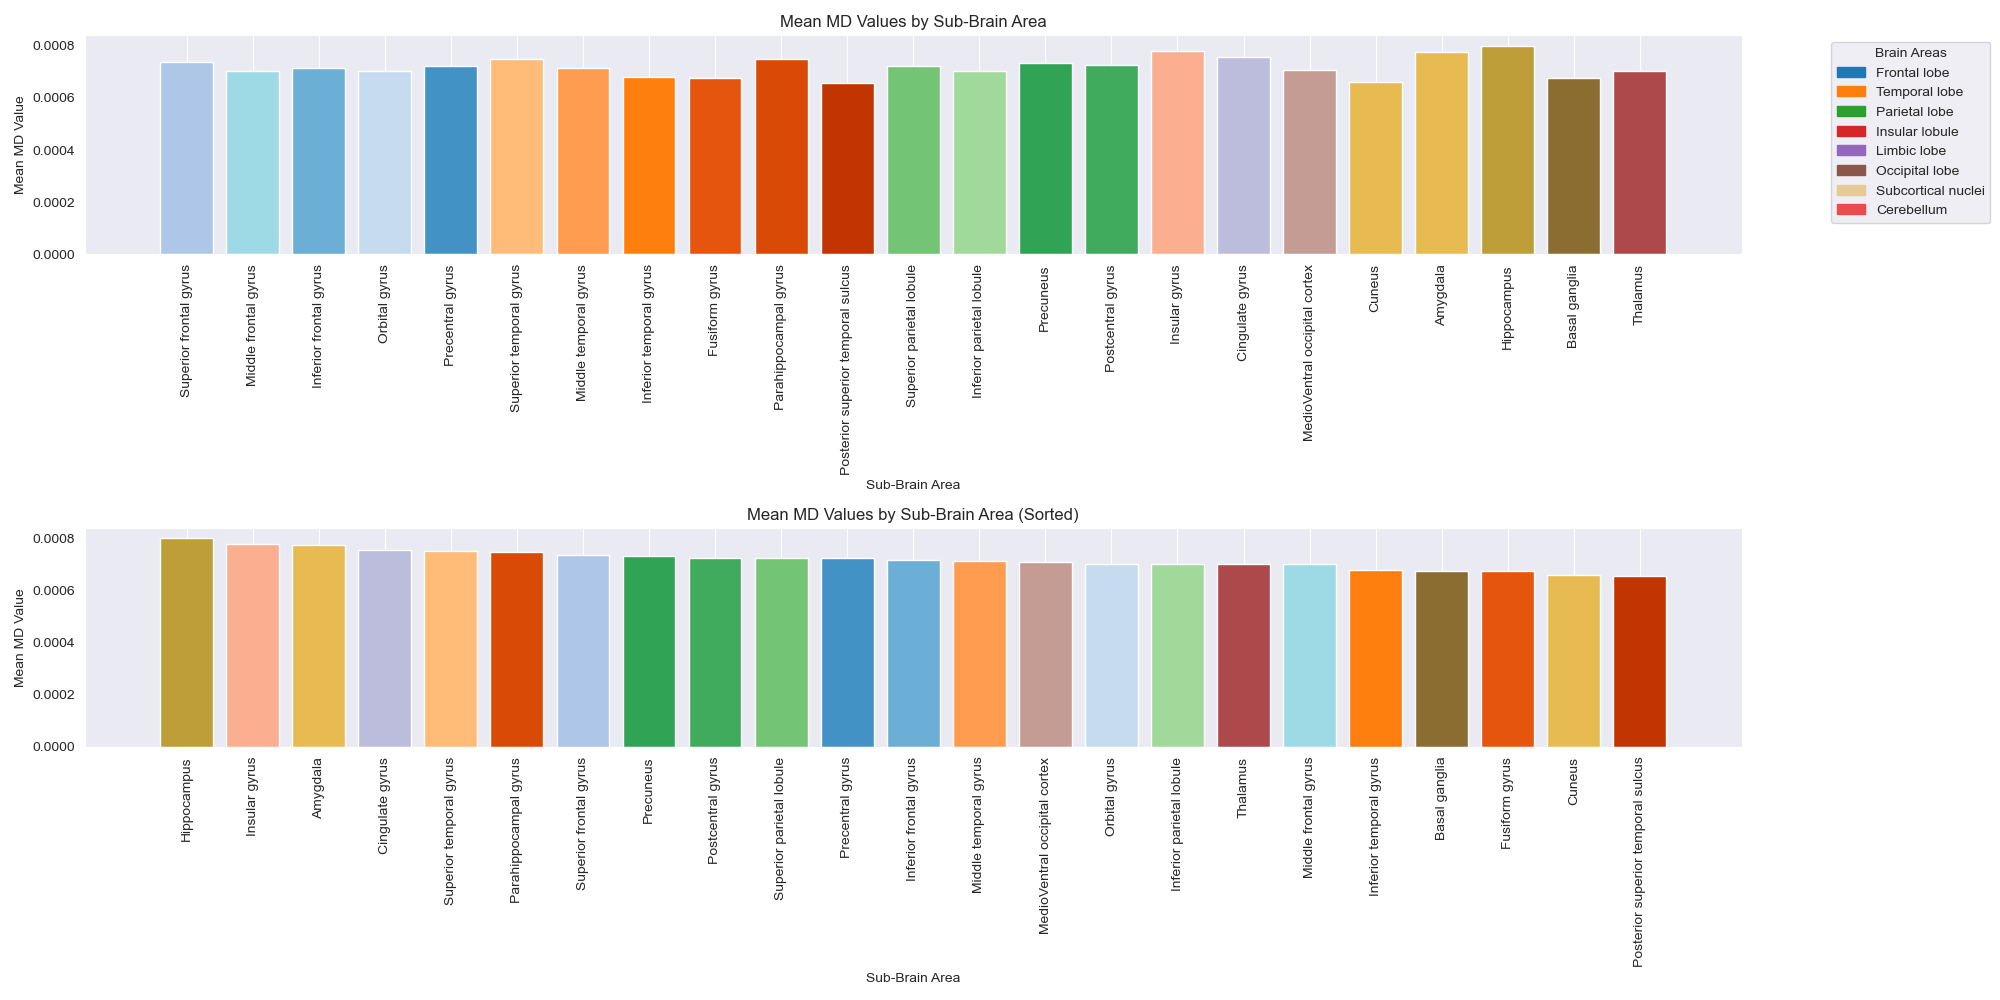 Mean MD Values by Sub-Brain Area
Mean MD Value
0.0008
0.0006
0.0004
0.0002
0.0000
Superior frontal gyrus
Middle frontal gyrus
Inferior frontal gyrus
Orbital gyrus
Precentral gyrus
Superior temporal gyrus
Middle temporal gyrus
Inferior temporal gyrus
Fusiform gyrus
Parahippocampal gyrus
Posterior superior temporal sulcus
Superior parietal lobule
Inferior parietal lobule
Precuneus
Postcentral gyrus
Insular gyrus
Cingulate gyrus
MedioVentral occipital cortex
Cuneus
Amygdala
Hippocampus
Basal ganglia
Thalamus
Sub-Brain Area
Brain Areas
Frontal lobe
Temporal lobe
Parietal lobe
Insular lobule
Limbic lobe
Occipital lobe
Subcortical nuclei
Cerebellum
Mean MD Values by Sub-Brain Area (Sorted)
Mean MD Value
0.0008
0.0006
0.0004
0.0002
0.0000
Hippocampus
Insular gyrus
Amygdala
Cingulate gyrus
Superior temporal gyrus
Parahippocampal gyrus
Superior frontal gyrus
Precuneus
Postcentral gyrus
Superior parietal lobule
Precentral gyrus
Inferior frontal gyrus
Middle temporal gyrus
MedioVentral occipital cortex
Orbital gyrus
Inferior parietal lobule
Thalamus
Middle frontal gyrus
Inferior temporal gyrus
Basal ganglia
Fusiform gyrus
Cuneus
Posterior superior temporal sulcus
Sub-Brain Area